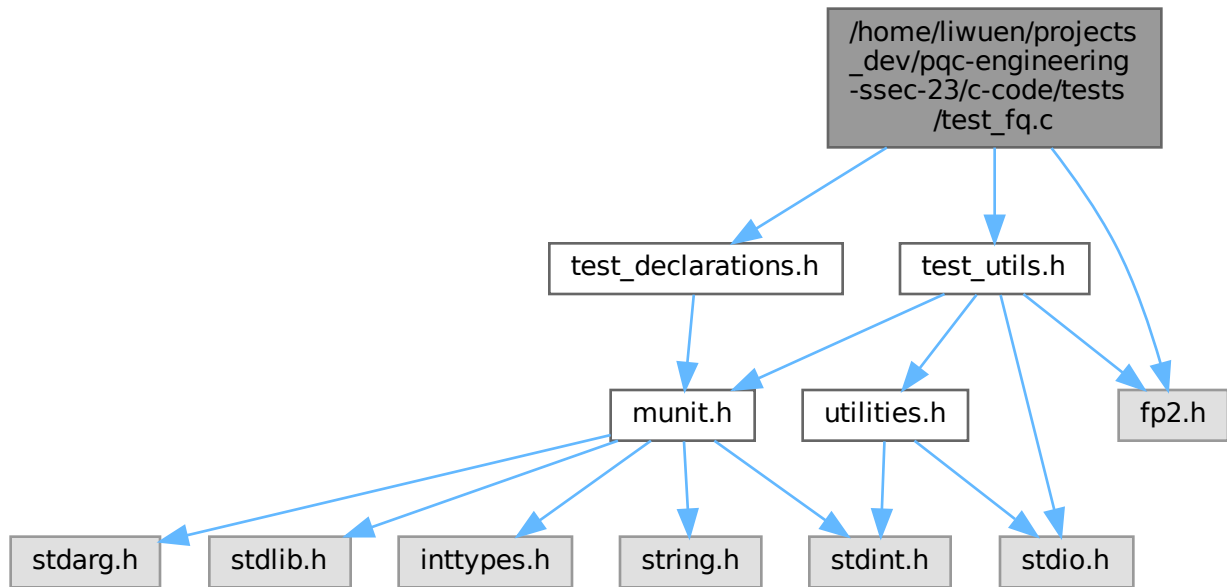 /home/liwuen/projects
_dev/pqc-engineering
-ssec-23/c-code/tests
/test_fq.c
test_declarations.h
test_utils.h
munit.h
utilities.h
fp2.h
stdarg.h
stdlib.h
inttypes.h
string.h
stdint.h
stdio.h